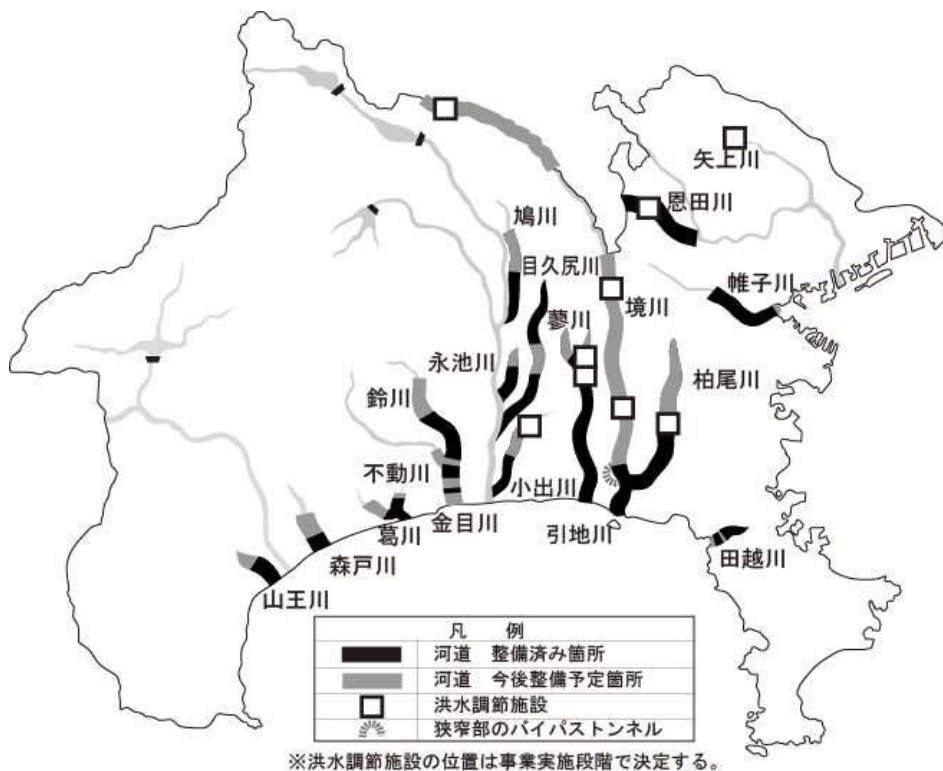 矢上川
恩田川
鳩川
目久尻川
帷子川
境川
蓼川
永池川
柏尾川
鈴川
不動川
小出川
葛川
金目川
引地川
森戸川
田越川
山王川
凡 例
河道 整備済み箇所
河道 今後整備予定箇所
洪水調節施設
狭窄部のバイパストンネル
※洪水調節施設の位置は事業実施段階で決定する。